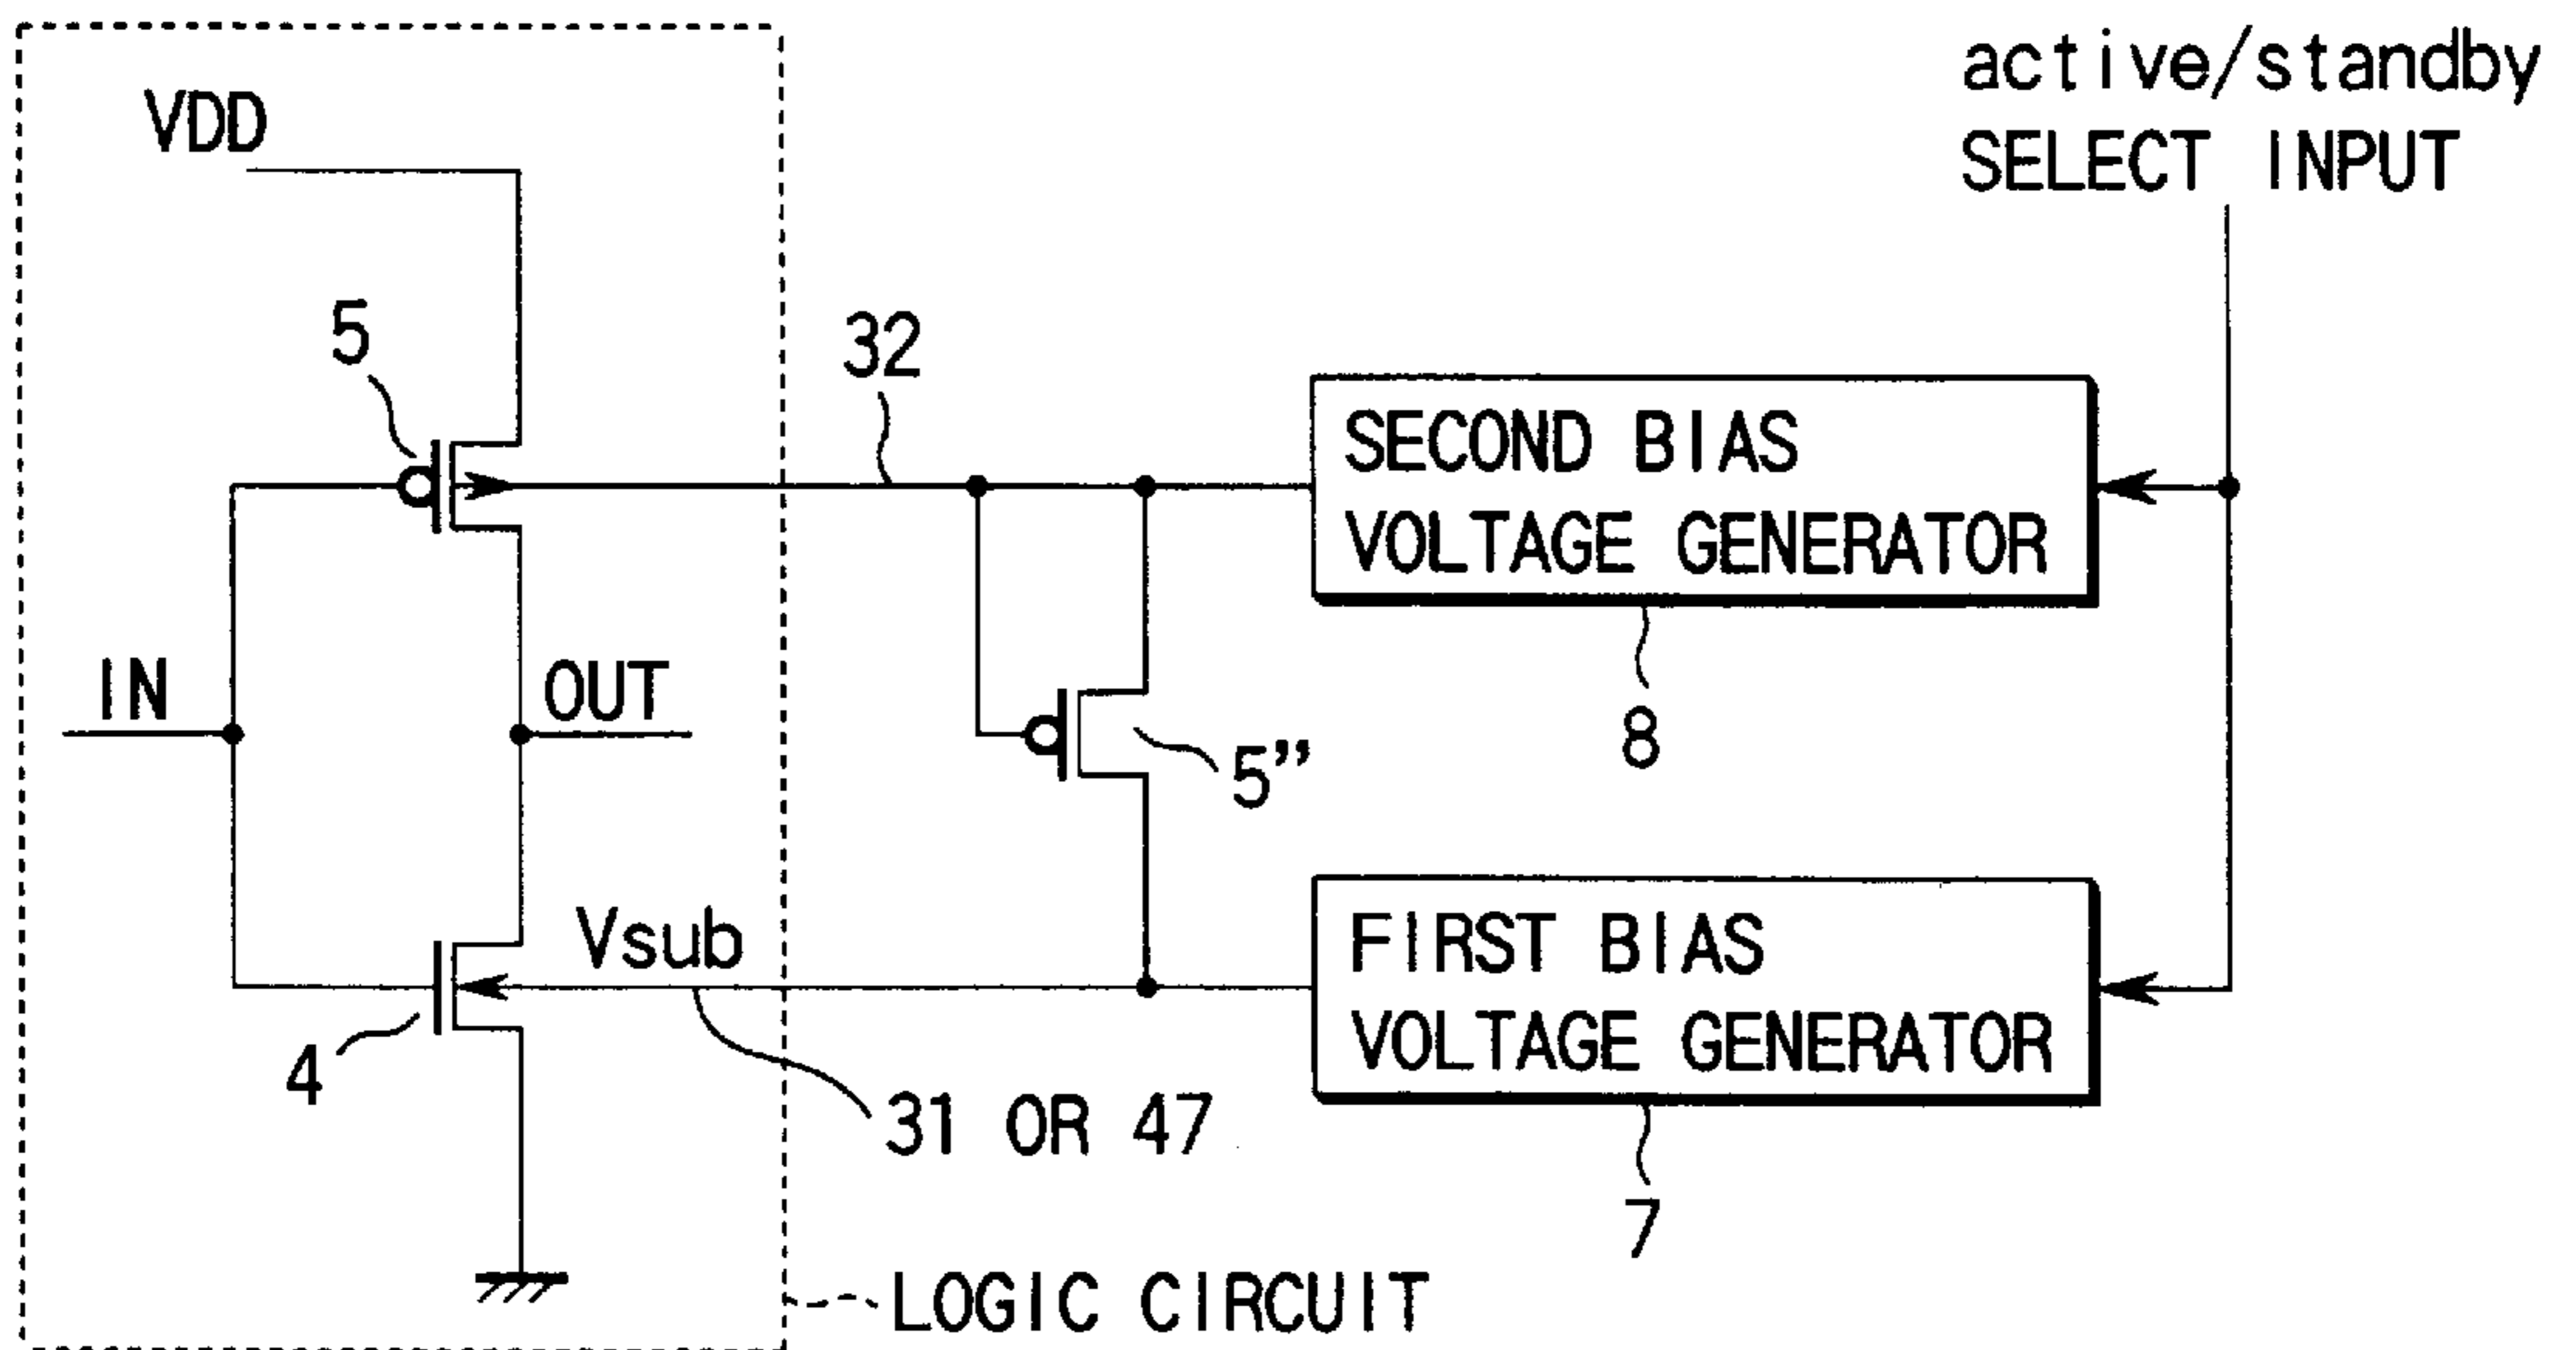 active/standby
SELECT INPUT
VDD
5
32
SECOND BIAS
VOLTAGE GENERATOR
8
IN
OUT
5”
Vsub
FIRST BIAS
VOLTAGE GENERATOR
4
31 OR 47
7
LOGIC CIRCUIT